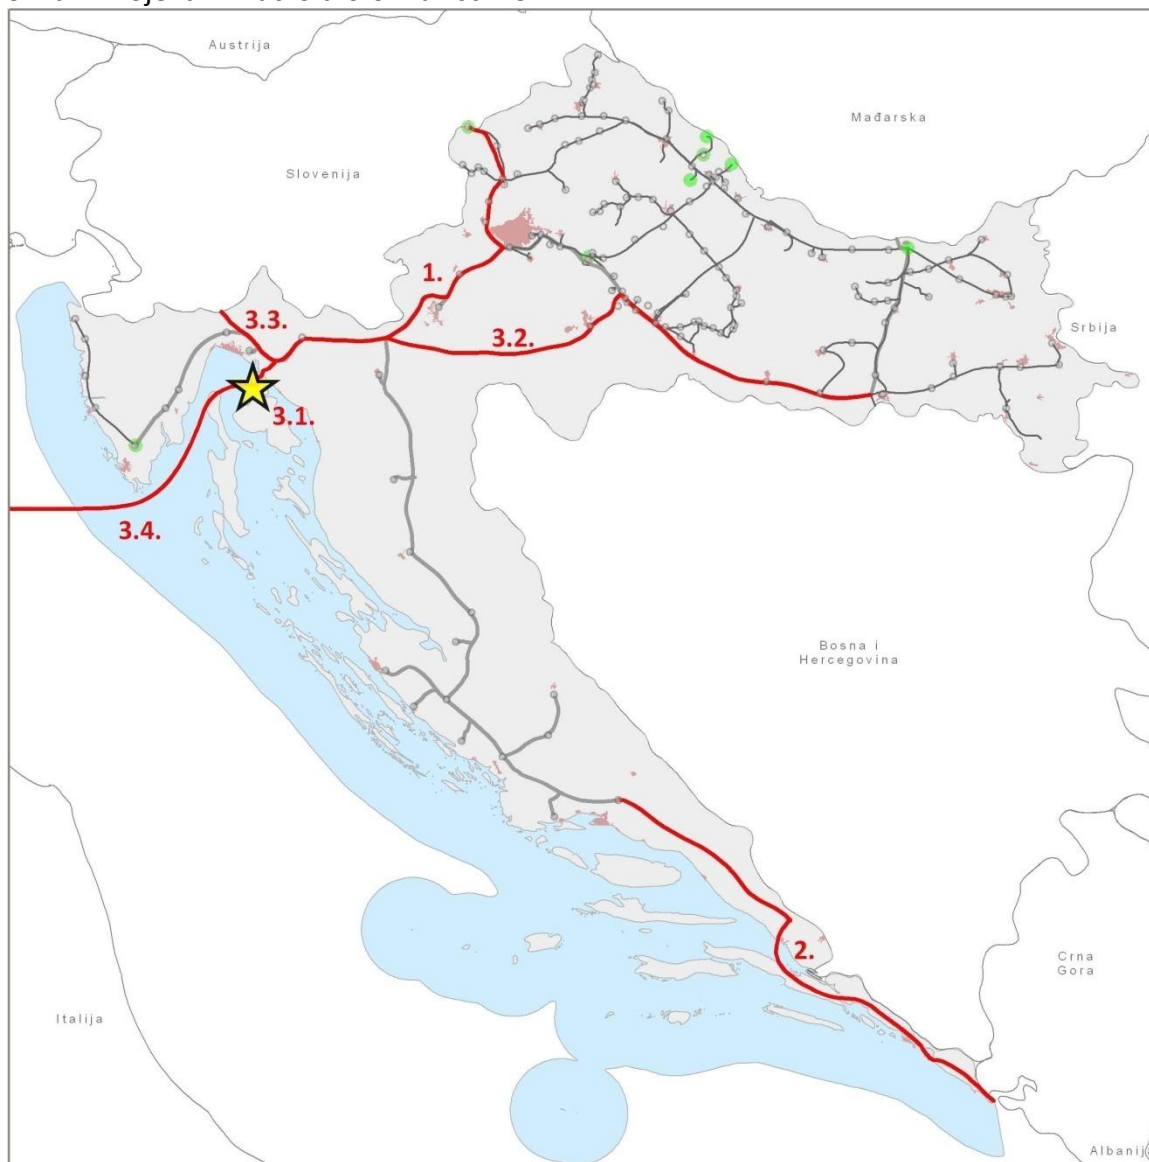 Austrija
Mađarska
Slovenija
1.
3.3.
3.2.
Srbija
3.1.
3.4.
Bosna i
Hercegovina
2.
Crna
Gora
Italija
Albanij